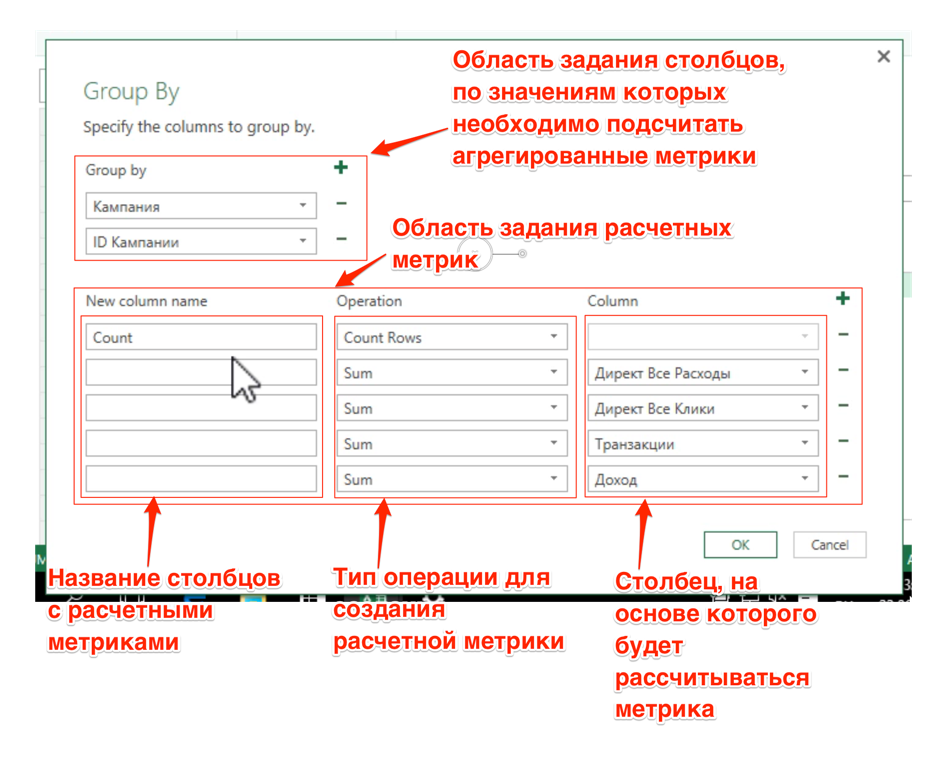 Область задания столбцов,
по значениям которых
необходимо подсчитать
агрегированные метрики
Group By
Specify the columns to group by.
Group by
Кампания
ID Кампании
Область задания расчетных
метрик
New column name Operation Column
Count Count Rows
Sum Директ Все Расходы
Sum Директ Все Клики
Sum Транзакции
Sum Доход
OK Cancel
Название столбцов
с расчетными
метриками
Тип операции для
создания
расчетной метрики
Столбец, на
основе которого
будет
рассчитываться
метрика